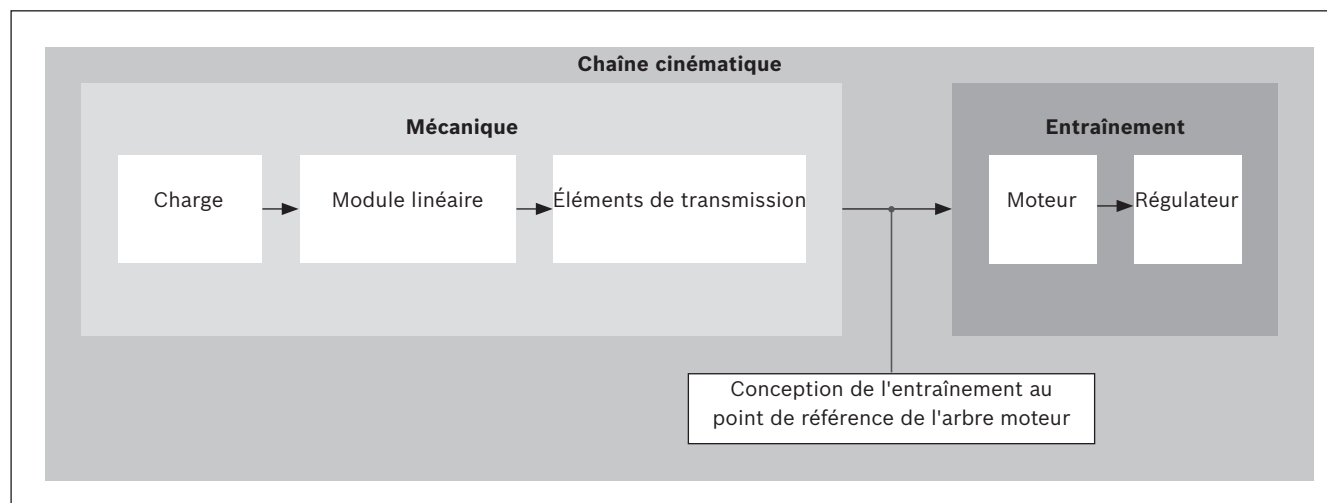 Chaîne cinématique
Mécanique
Charge
Module linéaire
Éléments de transmission
Entraînement
Moteur
Régulateur
Conception de l'entraînement au
point de référence de l'arbre moteur